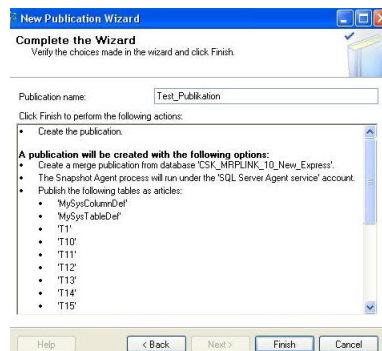 New Publication Wizard
Complete the Wizard
Verify the choices made in the wizard and click Finish.
Publication name:
Test_Publikation
Click Finish to perform the following actions:
• Create the publication.
A publication will be created with the following options:
• Create a merge publication from database 'CSK_MRPLINK_10_New_Express'.
• The Snapshot Agent process will run under the 'SQL Server Agent service' account.
• Publish the following tables as articles:
• 'MySysColumnDef'
• 'MySysTableDef'
• 'T1'
• 'T10'
• 'T11'
• 'T12'
• 'T13'
• 'T14'
• 'T15'
Help
< Back
Next >
Finish
Cancel